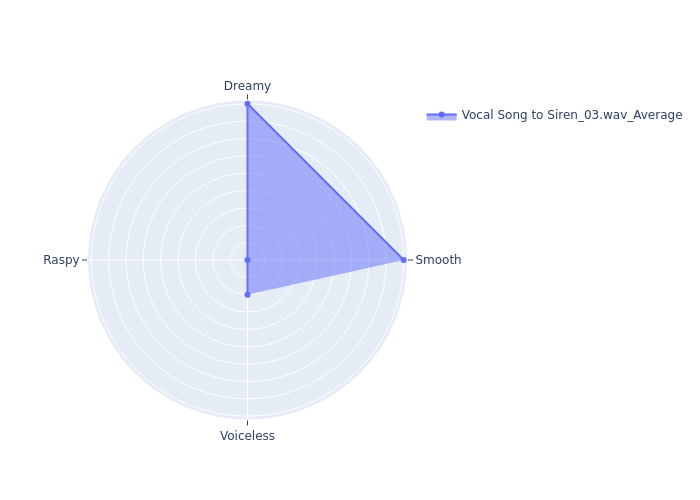 Dreamy
Vocal Song to Siren_03.wav_Average
Raspy
Smooth
Voiceless